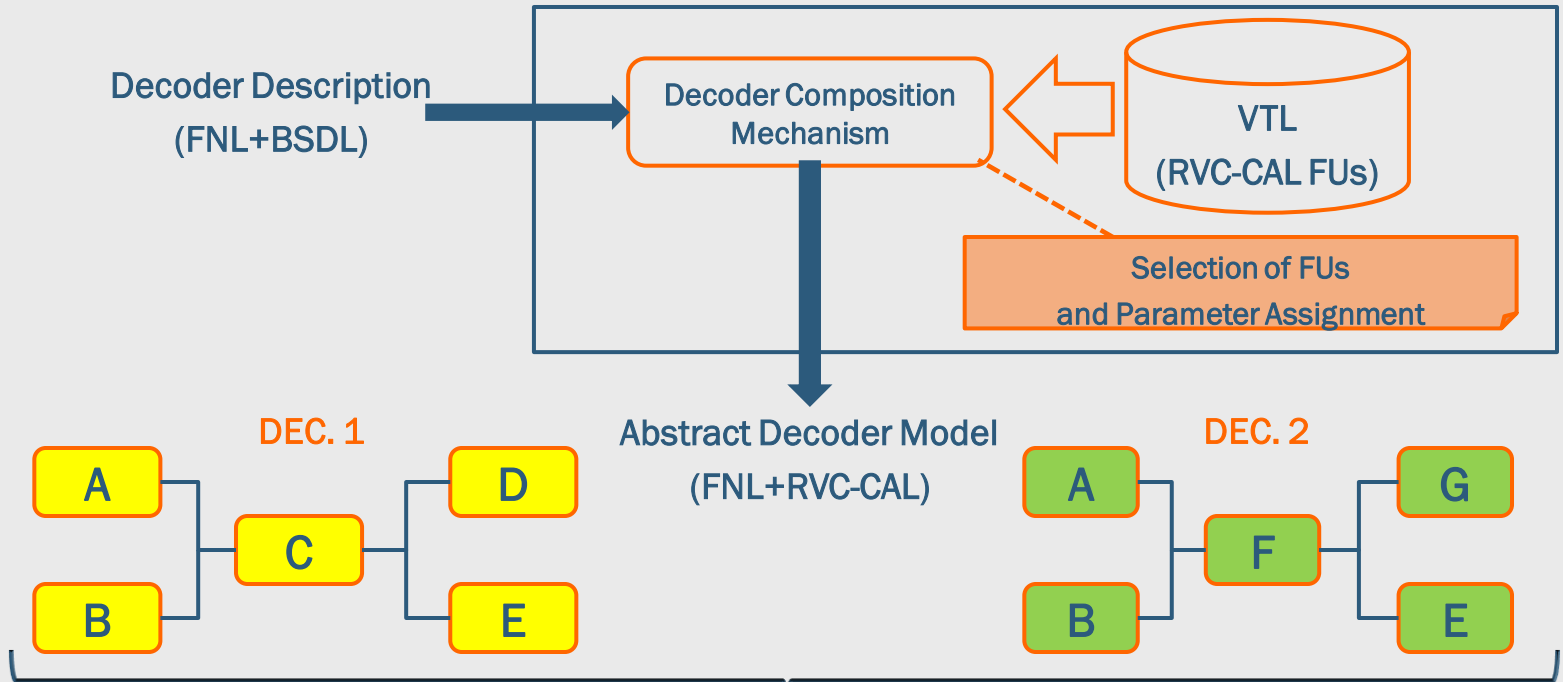 Decoder Description
(FNL+BSDL)
Decoder Composition
Mechanism
VTL
(RVC-CAL FUs)
Selection of FUs
and Parameter Assignment
Abstract Decoder Model
(FNL+RVC-CAL)
DEC. 1
A
B
C
D
E
DEC. 2
A
B
F
G
E